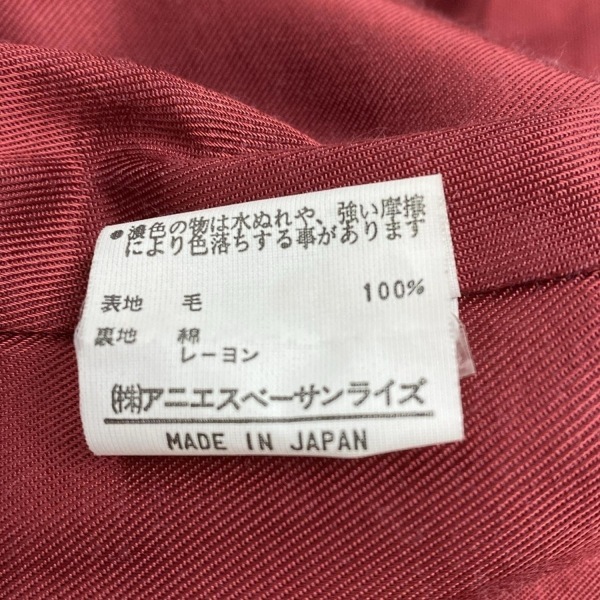 ●濃色の物は水ぬれや、強い摩擦
により色落ちする事があります
表地 毛 100%
裏地 綿
レーヨン
(株)アニエスベーサンライズ
MADE IN JAPAN